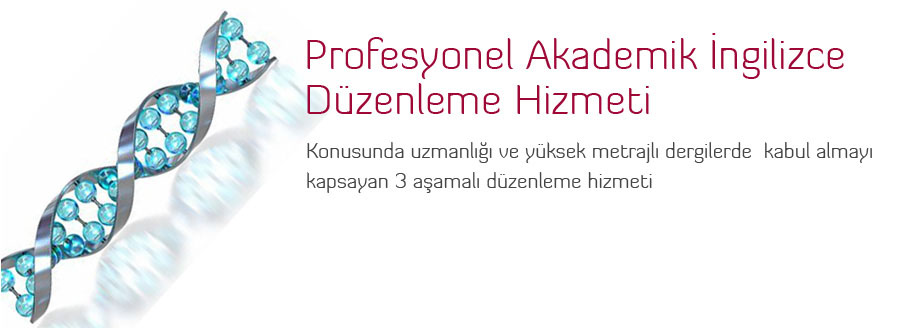 Profesyonel Akademik İngilizce
Düzenleme Hizmeti
Konusunda uzmanlığı ve yüksek metrajlı dergilerde kabul almayı
kapsayan 3 aşamalı düzenleme hizmeti